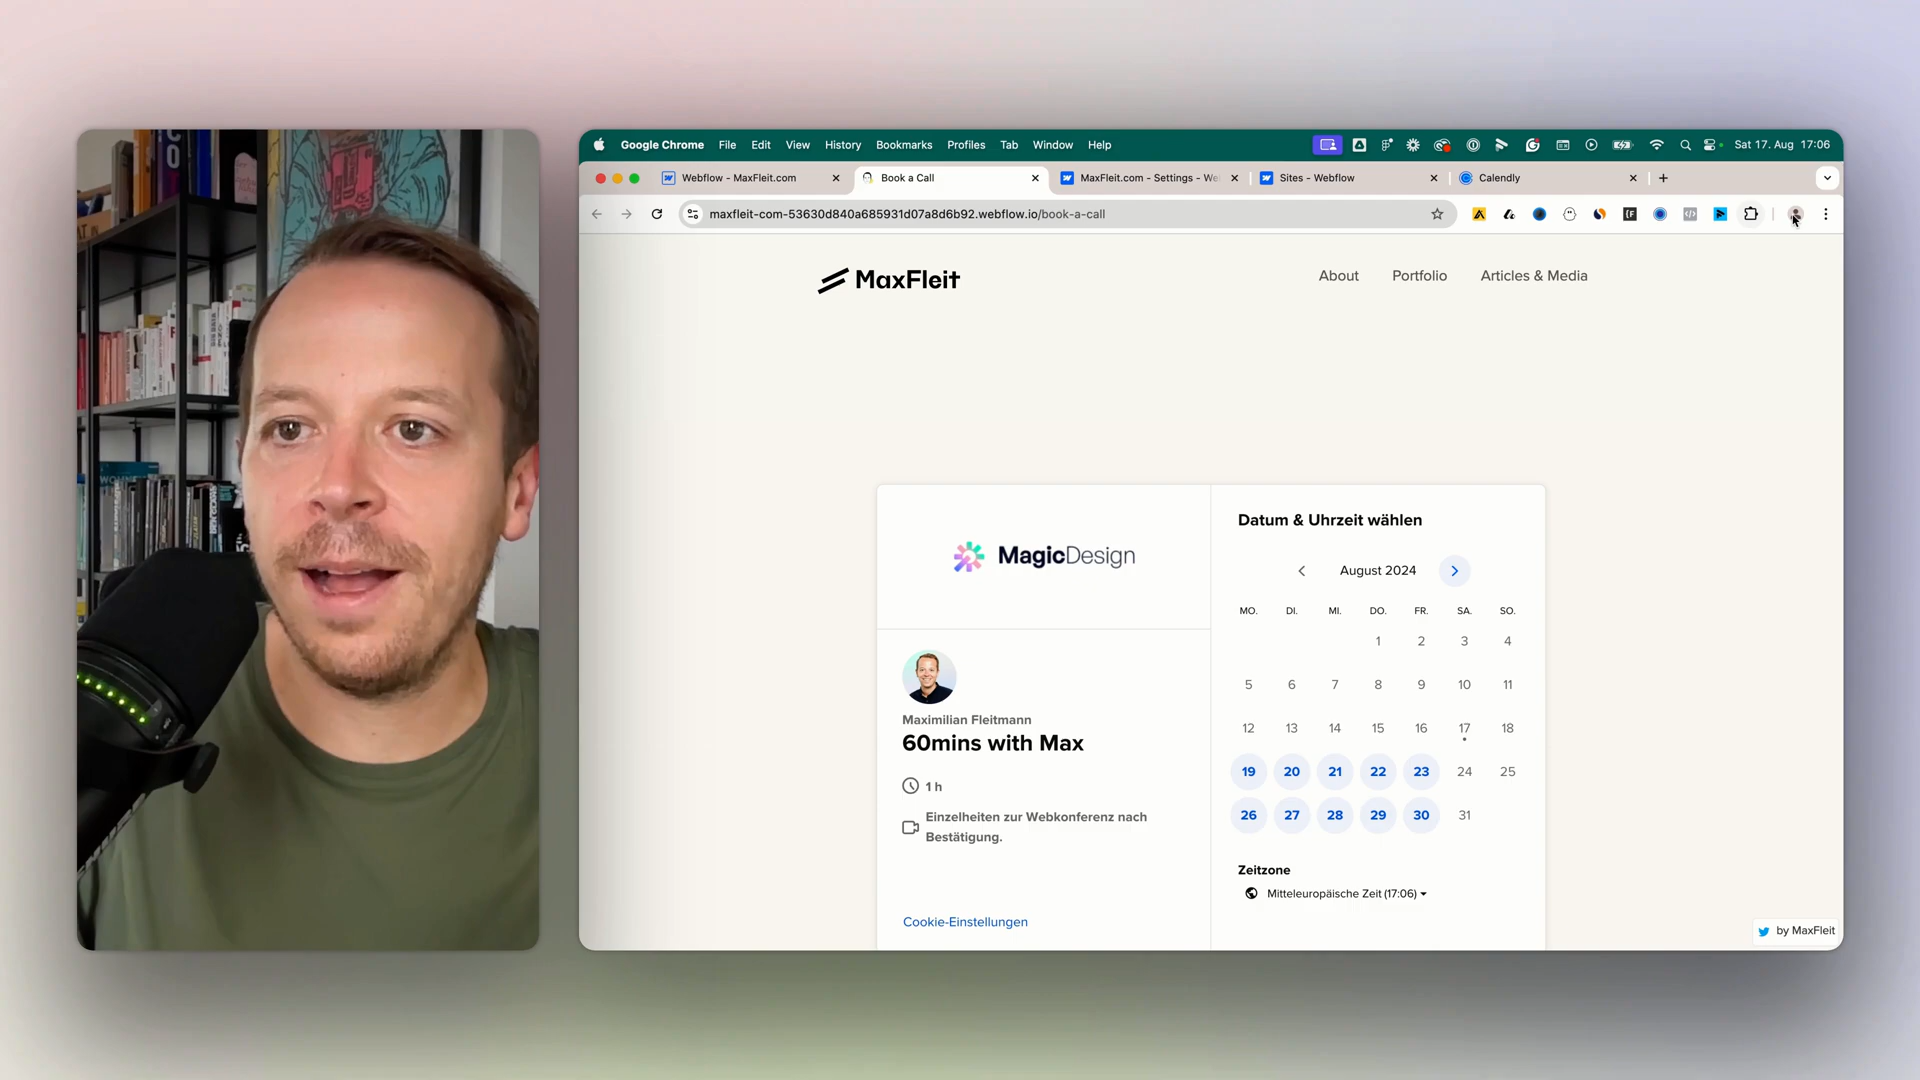 Google Chrome File Edit View History Bookmarks Profiles Tab Window Help Sat 17. Aug 17:06
Webflow - MaxFleit.com Book a Call MaxFleit.com - Settings - We Sites - Webflow Calendly
maxfleit-com-53630d840a685931d07a8d6b92.webflow.io/book-a-call
MaxFleit
About Portfolio Articles & Media
MagicDesign
Maximilian Fleitmann
60mins with Max
1 h
Einzelheiten zur Webkonferenz nach
Bestätigung.
Cookie-Einstellungen
Datum & Uhrzeit wählen
August 2024
MO. DI. MI. DO. FR. SA. SO.
1 2 3 4
5 6 7 8 9 10 11
12 13 14 15 16 17 18
19 20 21 22 23 24 25
26 27 28 29 30 31
Zeitzone
Mitteleuropäische Zeit (17:06)
by MaxFleit